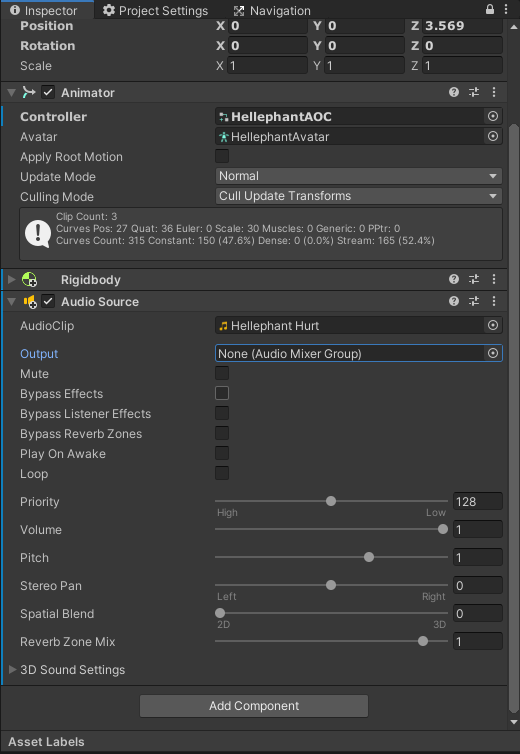 Inspector Project Settings Navigation
Position X 0 Y 0 Z 3.569
Rotation X 0 Y 0 Z 0
Scale X 1 Y 1 Z 1
Animator
Controller HellephantAOC
Avatar HellephantAvatar
Apply Root Motion
Update Mode Normal
Culling Mode Cull Update Transforms
Clip Count: 3
Curves Pos: 27 Quat: 36 Euler: 0 Scale: 30 Muscles: 0 Generic: 0 PPtr: 0
Curves Count: 315 Constant: 150 (47.6%) Dense: 0 (0.0%) Stream: 165 (52.4%)
Rigidbody
Audio Source
AudioClip Hellephant Hurt
Output None (Audio Mixer Group)
Mute
Bypass Effects
Bypass Listener Effects
Bypass Reverb Zones
Play On Awake
Loop
Priority 128
High Low
Volume 1
Pitch 1
Stereo Pan 0
Left Right
Spatial Blend 0
2D 3D
Reverb Zone Mix 1
3D Sound Settings
Add Component
Asset Labels